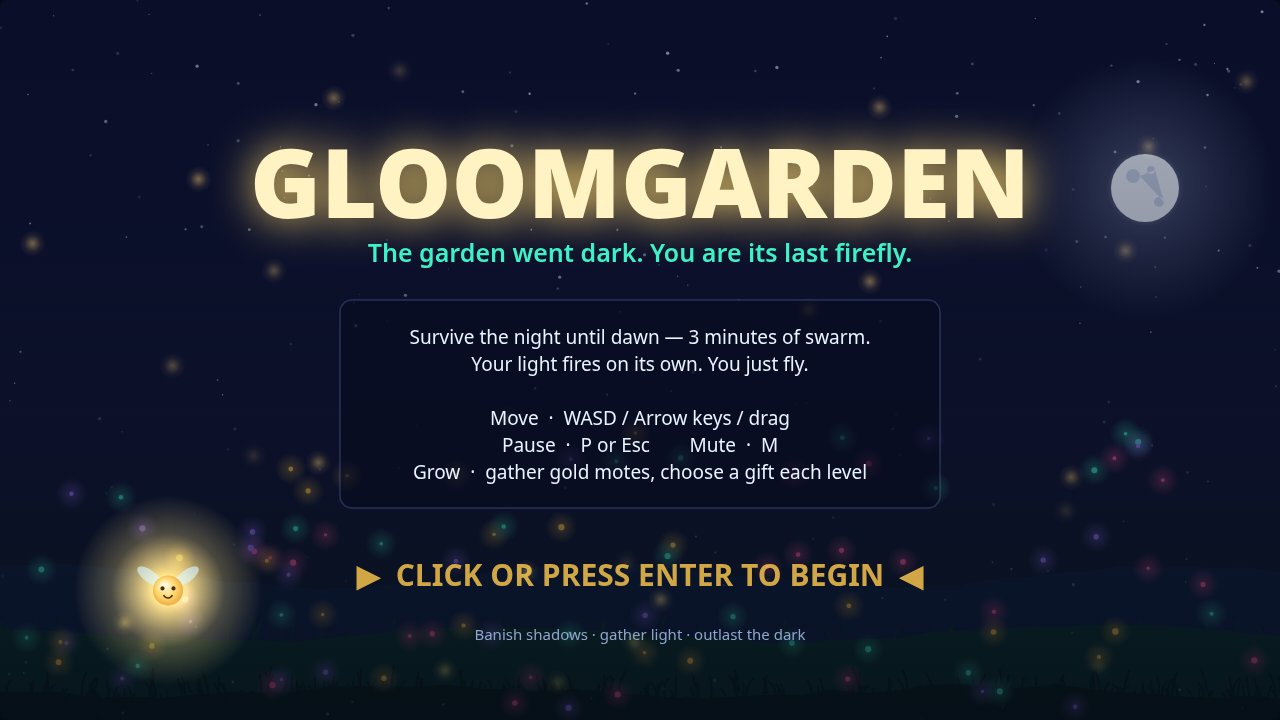 GLOOMGARDEN
The garden went dark. You are its last firefly.
Survive the night until dawn — 3 minutes of swarm.
Your light fires on its own. You just fly.
Move · WASD / Arrow keys / drag
Pause · P or Esc Mute · M
Grow · gather gold motes, choose a gift each level
▶ CLICK OR PRESS ENTER TO BEGIN ◀
Banish shadows · gather light · outlast the dark